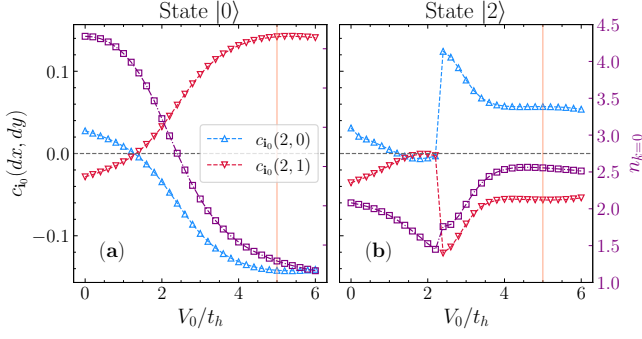 State |0⟩
State |2⟩
c_{i_0}(dx, dy)
0.1
0.0
−0.1
c_{i_0}(2,0)
c_{i_0}(2,1)
(a)
(b)
4.5
4.0
3.5
3.0
2.5
2.0
1.5
1.0
n_{k=0}
0 2 4 6
0 2 4 6
V_0/t_h
V_0/t_h